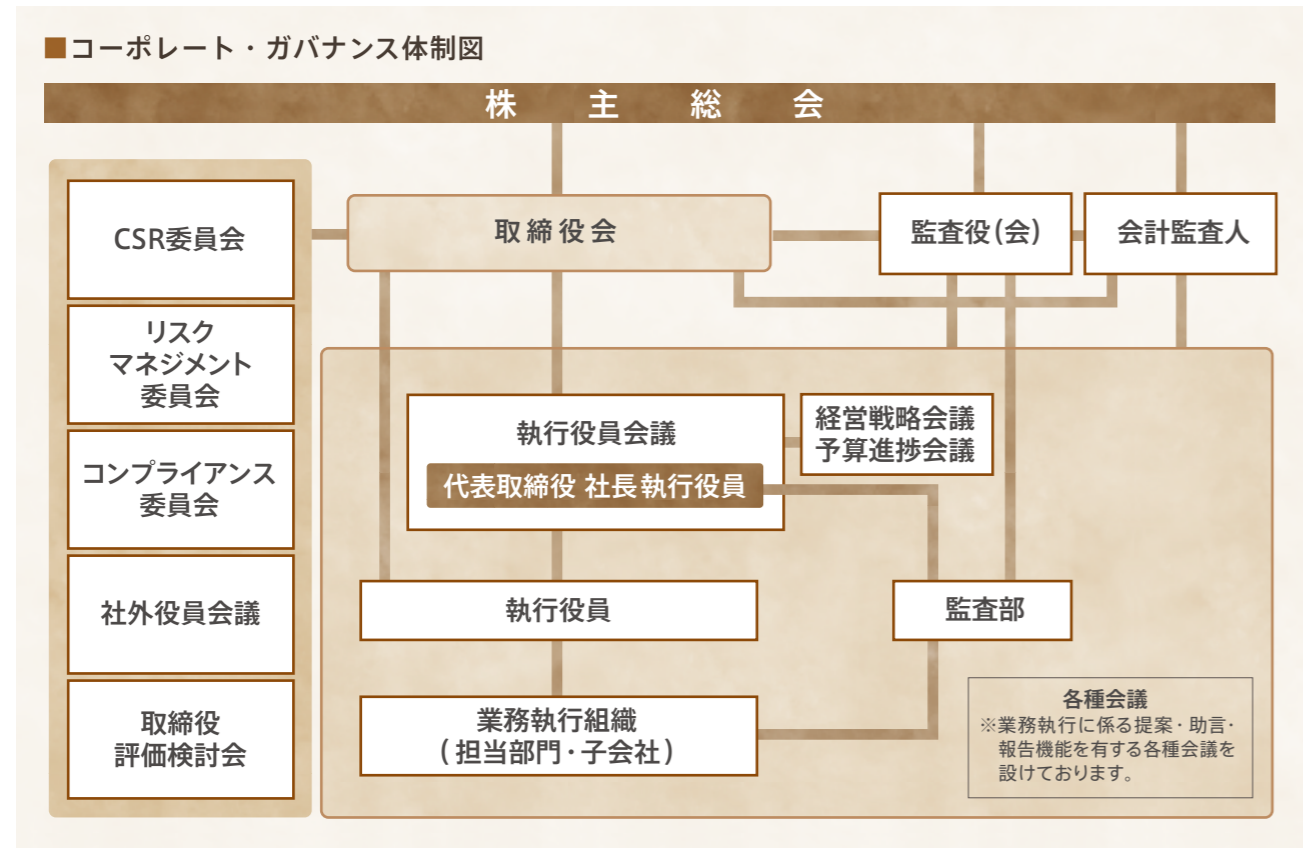 ■コーポレート・ガバナンス体制図
株主総会
CSR委員会
リスク
マネジメント
委員会
コンプライアンス
委員会
社外役員会議
取締役
評価検討会
取締役会
監査役(会)
会計監査人
執行役員会議
代表取締役 社長執行役員
経営戦略会議
予算進捗会議
執行役員
監査部
業務執行組織
(担当部門・子会社)
各種会議
※業務執行に係る提案・助言・
報告機能を有する各種会議を
設けております。